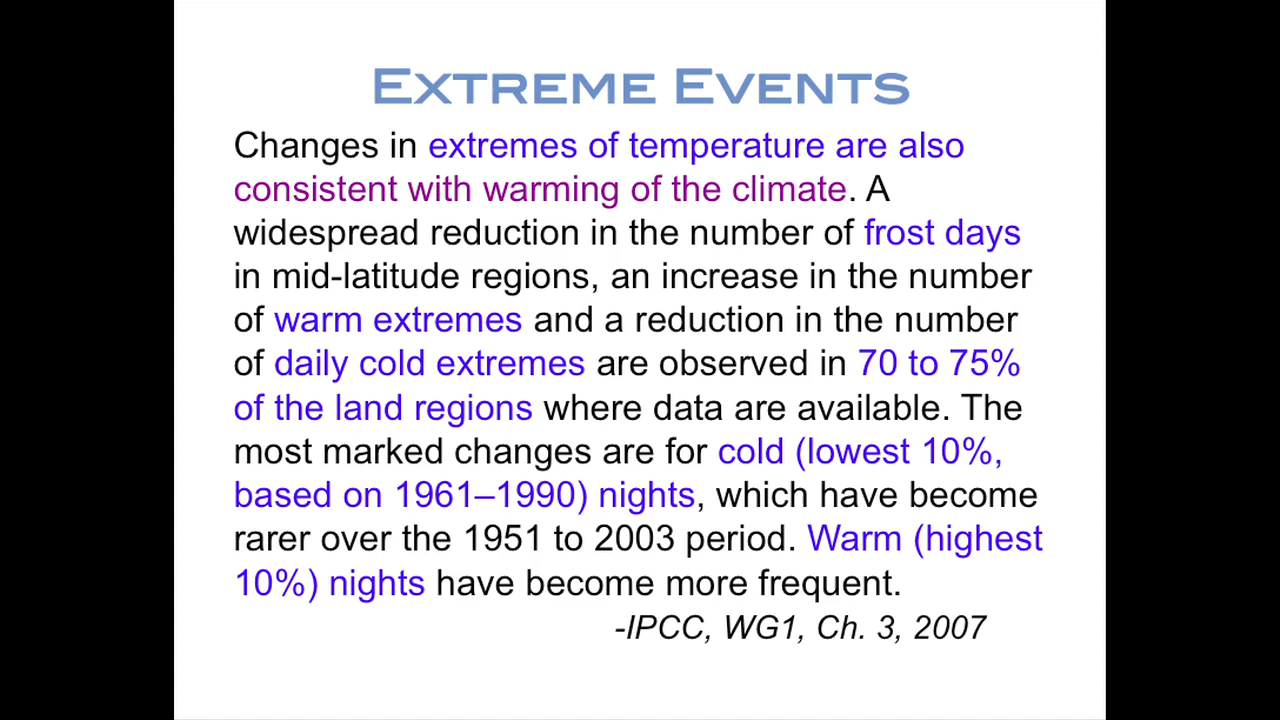 EXTREME EVENTS
Changes in extremes of temperature are also
consistent with warming of the climate. A
widespread reduction in the number of frost days
in mid-latitude regions, an increase in the number
of warm extremes and a reduction in the number
of daily cold extremes are observed in 70 to 75%
of the land regions where data are available. The
most marked changes are for cold (lowest 10%,
based on 1961–1990) nights, which have become
rarer over the 1951 to 2003 period. Warm (highest
10%) nights have become more frequent.
-IPCC, WG1, Ch. 3, 2007